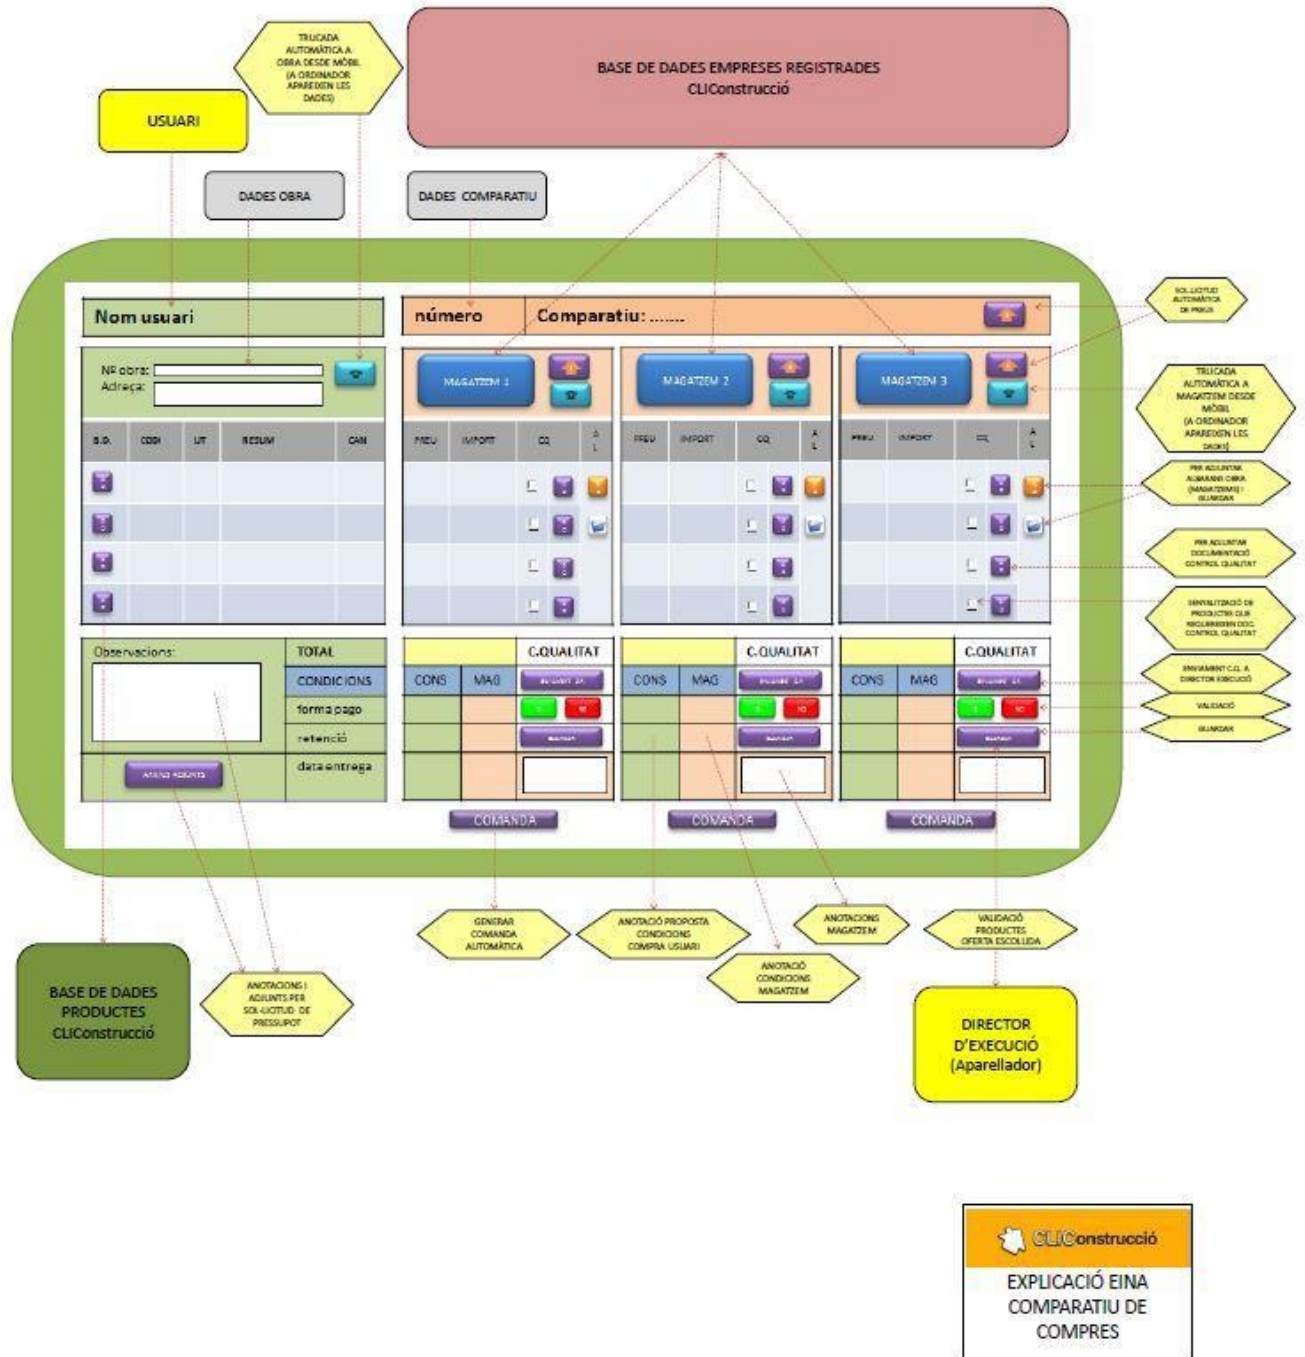 TRUCADA
AUTOMÀTICA A
OBRA DESDE MÒBIL
(A ORDINADOR
APAREIXEN LES
DADES)
BASE DE DADES EMPRESES REGISTRADES
CLIConstrucció
USUARI
DADES OBRA
DADES COMPARATIU
Nom usuari
número
Comparatiu: .......
SOL.LICITUD
AUTOMÀTICA
DE PREUS
Nº obra:
Adreça:
MAGATZEM 1
MAGATZEM 2
MAGATZEM 3
TRUCADA
AUTOMÀTICA A
MAGATZEM DESDE
MÒBIL
(A ORDINADOR
APAREIXEN LES
DADES)
B.D. CODI UT RESUM CAN
PREU IMPORT CQ A L
PREU IMPORT CQ A L
PREU IMPORT CQ A L
PER ADJUNTAR
ALBARANS OBRA
(MAGATZEMS) I
GUARDAR
PER ADJUNTAR
DOCUMENTACIÓ
CONTROL QUALITAT
SENYALITZACIÓ DE
PRODUCTES QUE
REQUEREIXEN DOC.
CONTROL QUALITAT
Observacions:
TOTAL
CONDICIONS
forma pago
retenció
data entrega
C.QUALITAT
CONS MAG
C.QUALITAT
CONS MAG
C.QUALITAT
CONS MAG
NO
NO
NO
ENVIAMENT C.Q. A
DIRECTOR EXECUCIÓ
VALIDACIÓ
GUARDAR
COMANDA
COMANDA
COMANDA
GENERAR
COMANDA
AUTOMÀTICA
ANOTACIÓ PROPOSTA
CONDICIONS
COMPRA USUARI
ANOTACIONS
MAGATZEM
ANOTACIÓ
CONDICIONS
MAGATZEM
VALIDACIÓ
PRODUCTES
OFERTA ESCOLLIDA
BASE DE DADES
PRODUCTES
CLIConstrucció
ANOTACIONS I
ADJUNTS PER
SOL·LICITUD DE
PRESSUPOT
DIRECTOR
D'EXECUCIÓ
(Aparellador)
CLIConstrucció
EXPLICACIÓ EINA
COMPARATIU DE
COMPRES